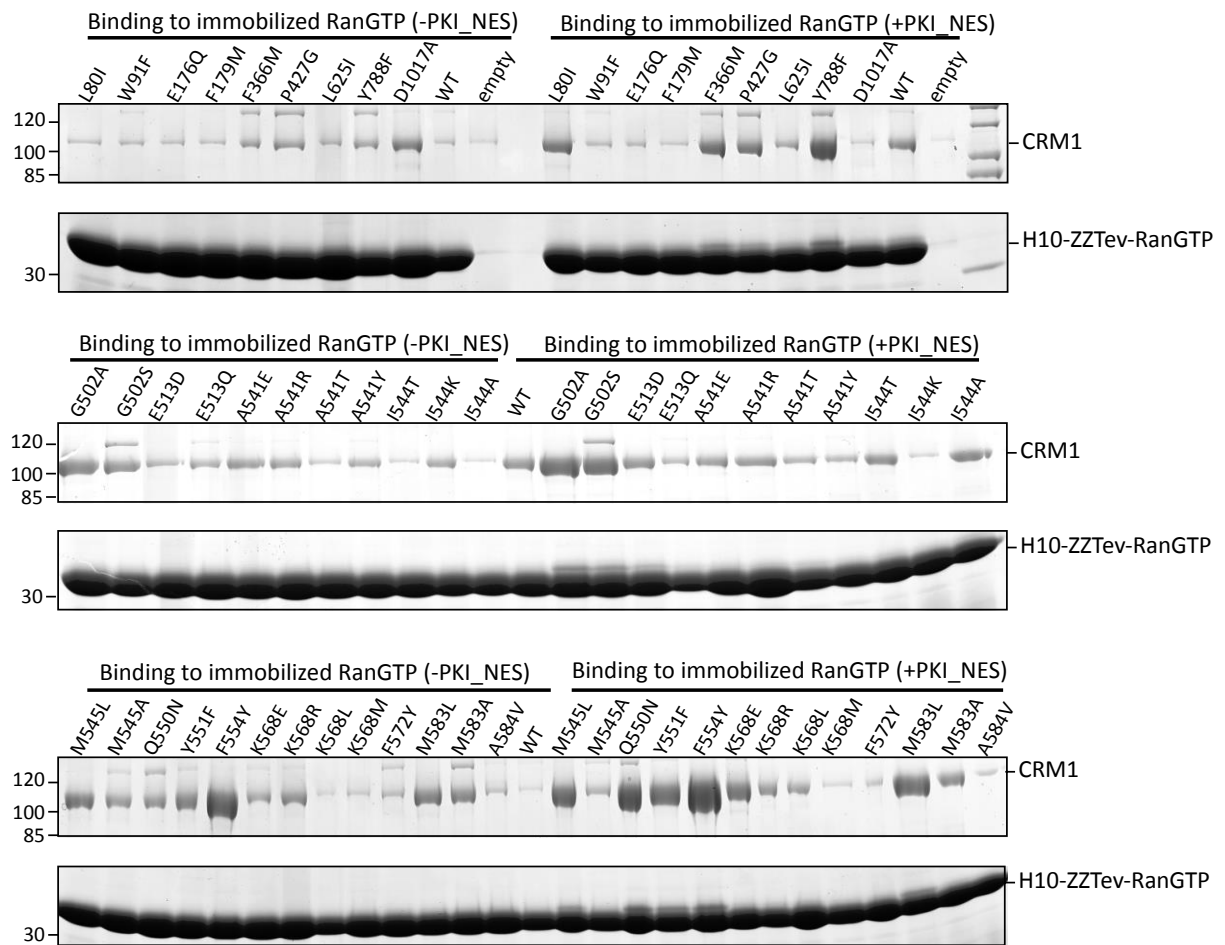 Binding to immobilized RanGTP (-PKI_NES) Binding to immobilized RanGTP (+PKI_NES)
L80I W91F E176Q F179M F366M P427G L625I Y788F D1017A WT empty L80I W91F E176Q F179M F366M P427G L625I Y788F D1017A WT empty
120
100
85
CRM1
H10-ZZTev-RanGTP
30
Binding to immobilized RanGTP (-PKI_NES) Binding to immobilized RanGTP (+PKI_NES)
G502A G502S E513D E513Q A541E A541R A541T A541Y I544T I544K I544A WT G502A G502S E513D E513Q A541E A541R A541T A541Y I544T I544K I544A
120
100
85
CRM1
H10-ZZTev-RanGTP
30
Binding to immobilized RanGTP (-PKI_NES) Binding to immobilized RanGTP (+PKI_NES)
M545L M545A Q550N Y551F F554Y K568E K568R K568L K568M F572Y M583L M583A A584V WT M545L M545A Q550N Y551F F554Y K568E K568R K568L K568M F572Y M583L M583A A584V
120
100
85
CRM1
H10-ZZTev-RanGTP
30